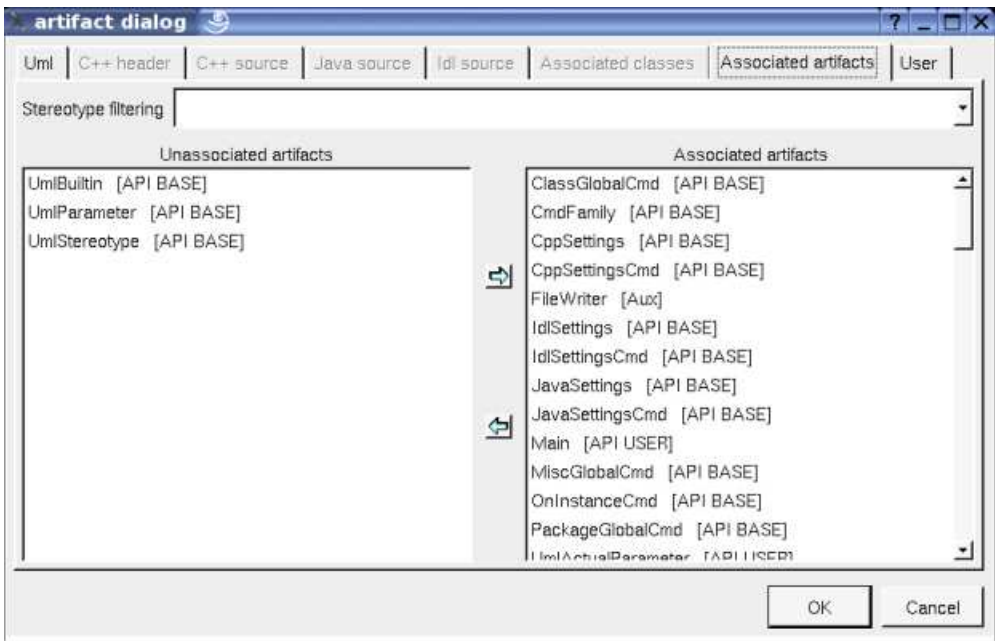 artifact dialog
Uml C++ header C++ source Java source Idl source Associated classes Associated artifacts User
Stereotype filtering
Unassociated artifacts
UmlBuiltin [API BASE]
UmlParameter [API BASE]
UmlStereotype [API BASE]
Associated artifacts
ClassGlobalCmd [API BASE]
CmdFamily [API BASE]
CppSettings [API BASE]
CppSettingsCmd [API BASE]
FileWriter [Aux]
IdlSettings [API BASE]
IdlSettingsCmd [API BASE]
JavaSettings [API BASE]
JavaSettingsCmd [API BASE]
Main [API USER]
MiscGlobalCmd [API BASE]
OnInstanceCmd [API BASE]
PackageGlobalCmd [API BASE]
UmlActualParameter [API USER]
OK Cancel